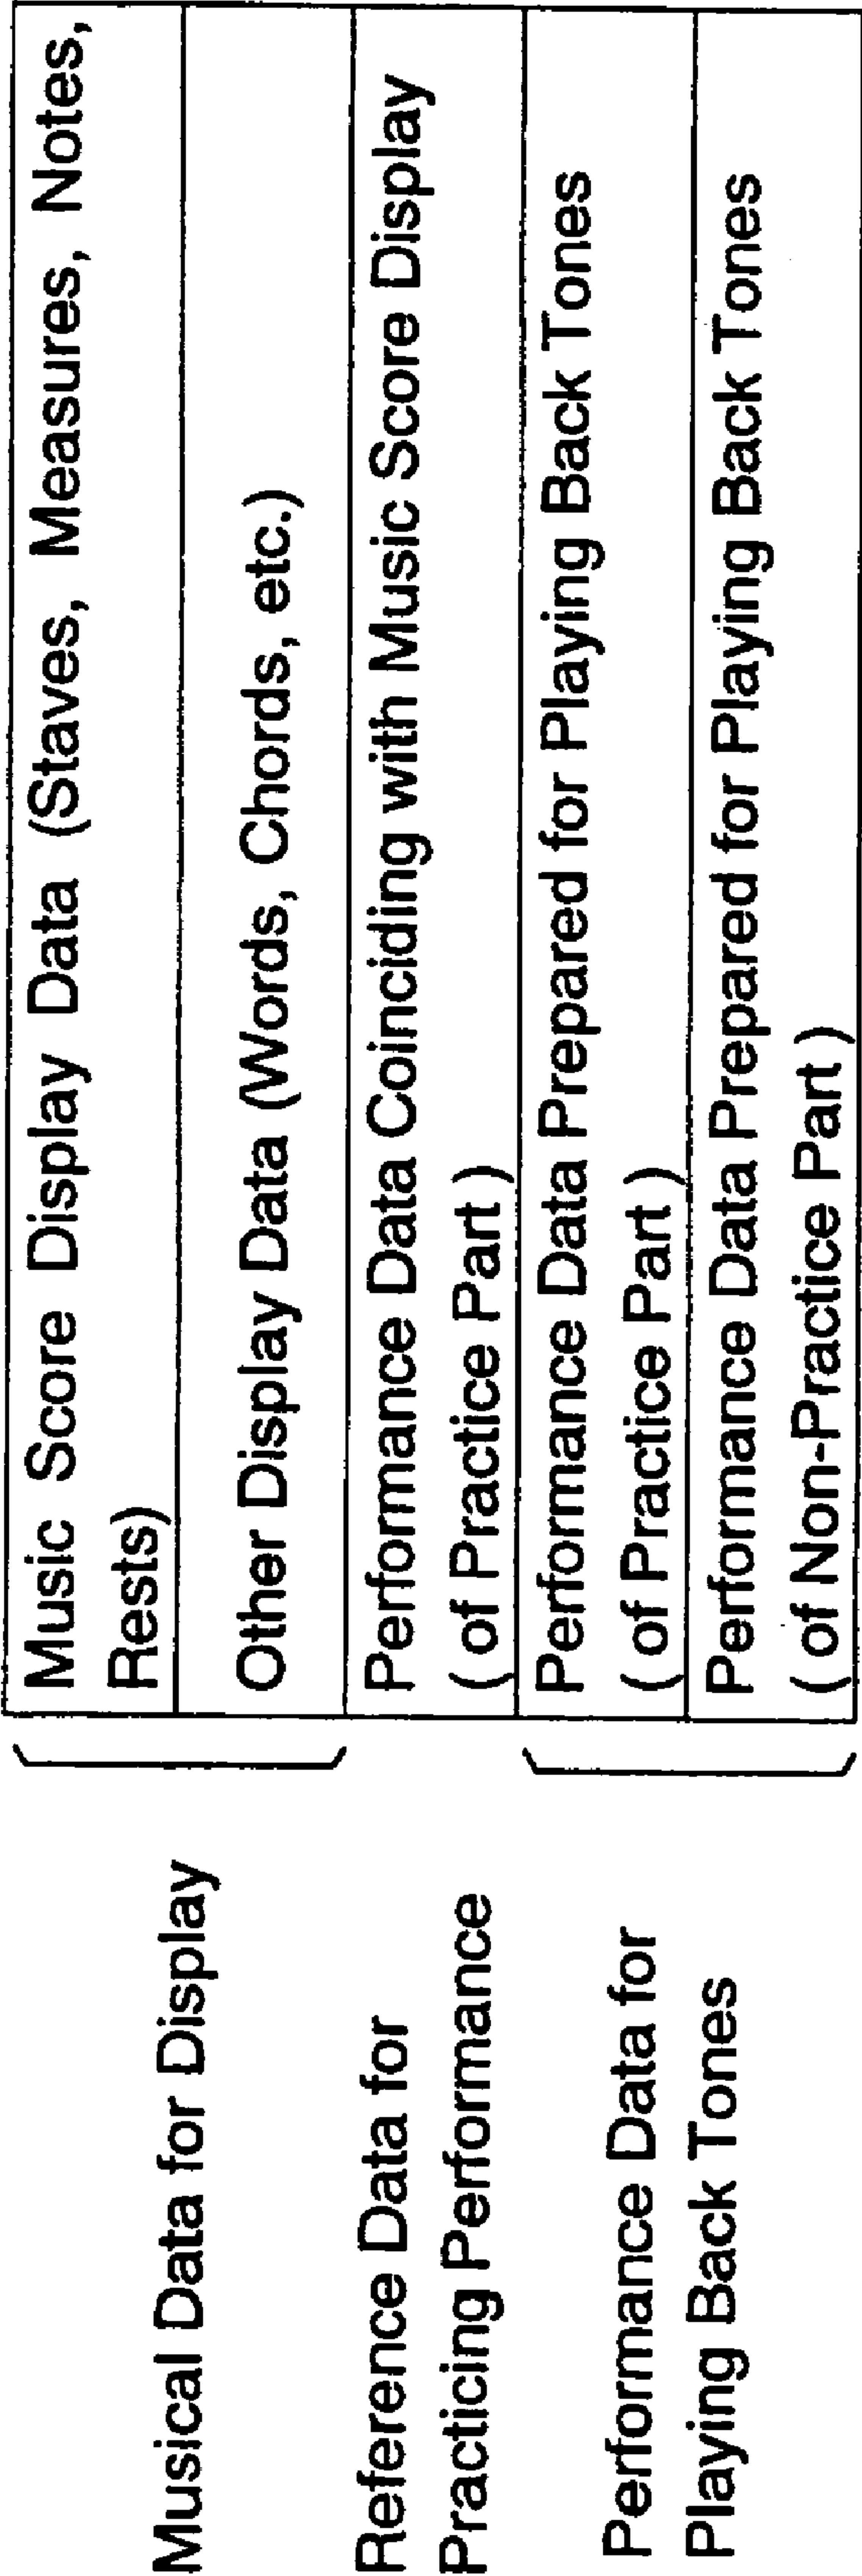 Musical Data for Display
Music Score Display Data (Staves, Measures, Notes,
Rests)
Other Display Data (Words, Chords, etc.)
Reference Data for
Practicing Performance
Performance Data Coinciding with Music Score Display
( of Practice Part )
Performance Data for
Playing Back Tones
Performance Data Prepared for Playing Back Tones
( of Practice Part )
Performance Data Prepared for Playing Back Tones
( of Non-Practice Part )